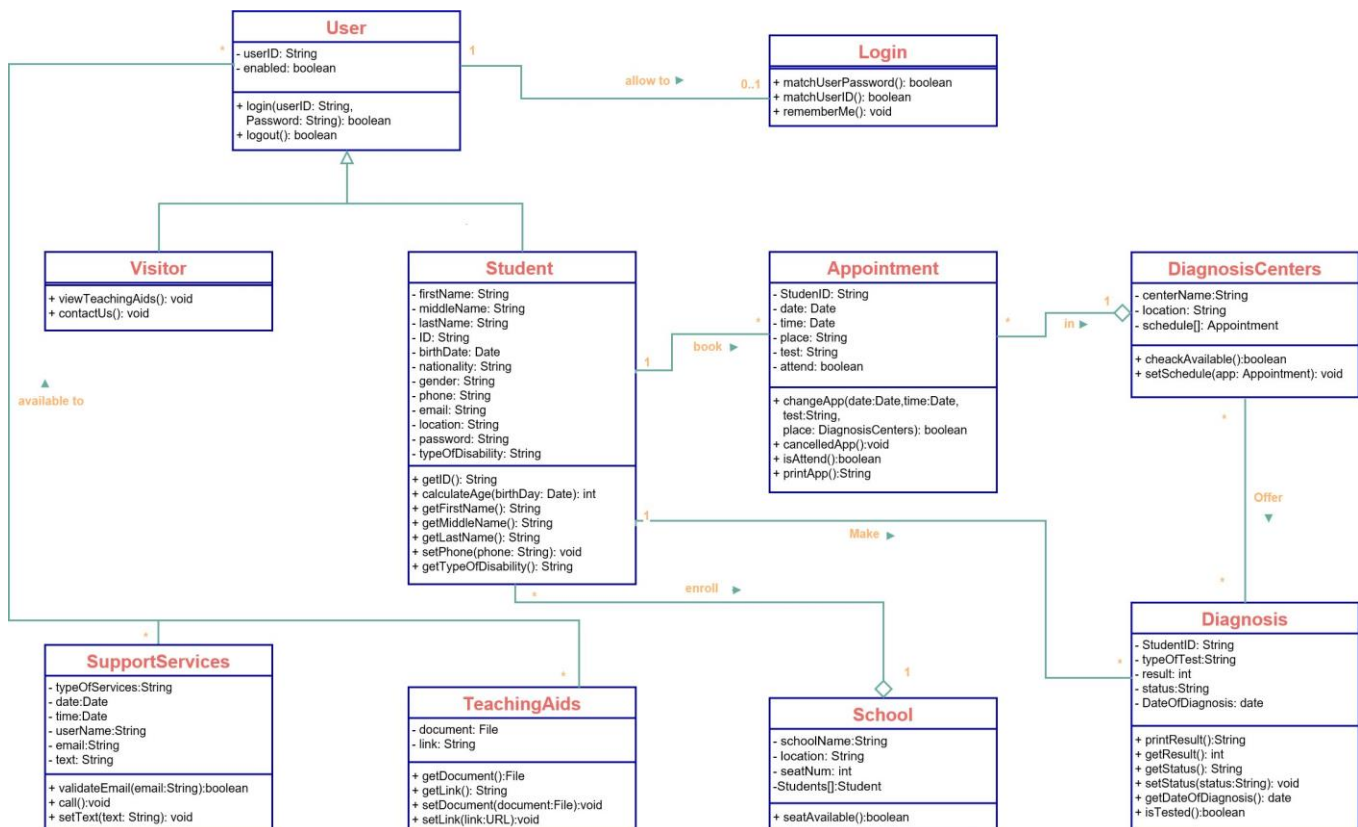 User
- userID: String
- enabled: boolean
+ login(userID: String,
Password: String): boolean
+ logout(): boolean
*
1
allow to ►
0..1
Login
+ matchUserPassword(): boolean
+ matchUserID(): boolean
+ rememberMe(): void
Visitor
+ viewTeachingAids(): void
+ contactUs(): void
Student
- firstName: String
- middleName: String
- lastName: String
- ID: String
- birthDate: Date
- nationality: String
- gender: String
- phone: String
- email: String
- location: String
- password: String
- typeOfDisability: String
+ getID(): String
+ calculateAge(birthDay: Date): int
+ getFirstName(): String
+ getMiddleName(): String
+ getLastName(): String
+ setPhone(phone: String): void
+ getTypeOfDisability(): String
1
book ►
*
Appointment
- StudenID: String
- date: Date
- time: Date
- place: String
- test: String
- attend: boolean
+ changeApp(date:Date,time:Date,
test:String,
place: DiagnosisCenters): boolean
+ cancelledApp():void
+ isAttend():boolean
+ printApp():String
*
in ►
1
DiagnosisCenters
- centerName:String
- location: String
- schedule[]: Appointment
+ cheackAvailable():boolean
+ setSchedule(app: Appointment): void
▲
available to
*
Offer
▼
*
1
Make ►
*
*
enroll ►
1
*
SupportServices
- typeOfServices:String
- date:Date
- time:Date
- userName:String
- email:String
- text: String
+ validateEmail(email:String):boolean
+ call():void
+ setText(text: String): void
*
TeachingAids
- document: File
- link: String
+ getDocument():File
+ getLink(): String
+ setDocument(document:File):void
+ setLink(link:URL):void
School
- schoolName:String
- location: String
- seatNum: int
-Students[]:Student
+ seatAvailable():boolean
Diagnosis
- StudentID: String
- typeOfTest:String
- result: int
- status:String
- DateOfDiagnosis: date
+ printResult():String
+ getResult(): int
+ getStatus(): String
+ setStatus(status:String): void
+ getDateOfDiagnosis(): date
+ isTested():boolean